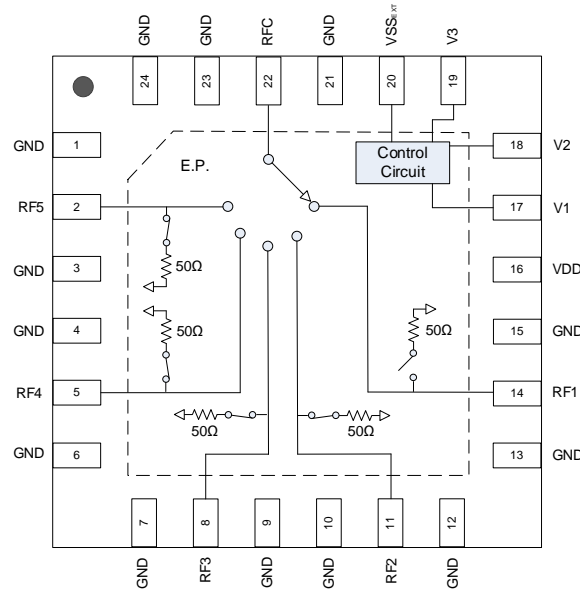 GND
GND
RFC
GND
VSSEXT
V3
24
23
22
21
20
19
GND
1
E.P.
Control
Circuit
18
V2
RF5
2
17
V1
GND
3
50Ω
16
VDD
GND
4
50Ω
50Ω
15
GND
RF4
5
14
RF1
50Ω
50Ω
GND
6
13
GND
7
8
9
10
11
12
GND
RF3
GND
GND
RF2
GND